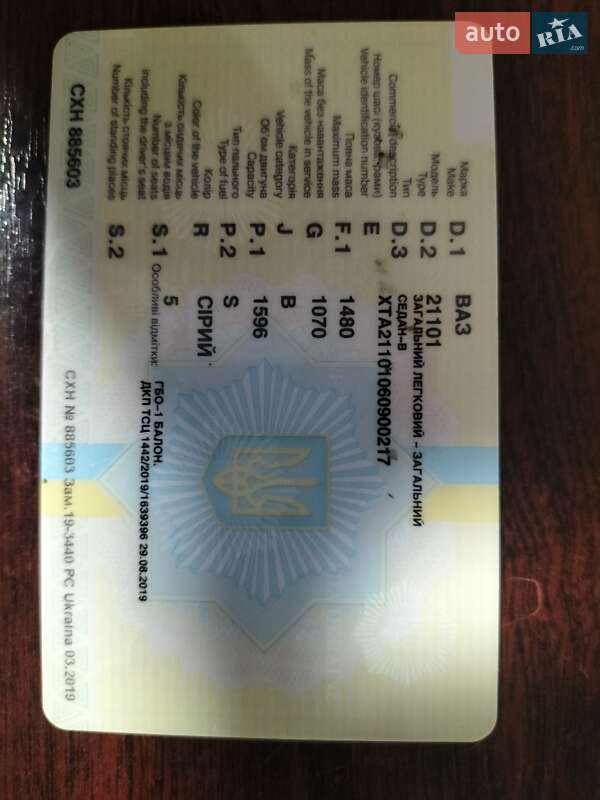 auto RIA .com
Марка
Make
D.1 ВАЗ
Модель
Type
D.2 21101
ЗАГАЛЬНИЙ ЛЕГКОВИЙ - ЗАГАЛЬНИЙ
Тип
Commercial description
D.3 СЕДАН-В
Номер шасі (кузова, рами)
Vehicle identification number
E XTA21101060900217
Повна маса
Maximum mass
F.1 1480
Маса без навантаження
Mass of the vehicle in service
G 1070
Категорія
Vehicle category
J B
Об'єм двигуна
Capacity
P.1 1596
Тип пального
Type of fuel
P.2 S
Колір
Color of the vehicle
R СІРИЙ
Кількість сидячих місць
з місцем водія
Number of seats
including the driver's seat
S.1 5
Кількість стоячих місць
Number of standing places
S.2
Особливі відмітки:
ГБО-1 БАЛОН.
ДКП ТСЦ 1442/2019/1639396 29.08.2019
СХН 885603
СХН № 885603 Зам.19-3440 РС Ukraina 03.2019